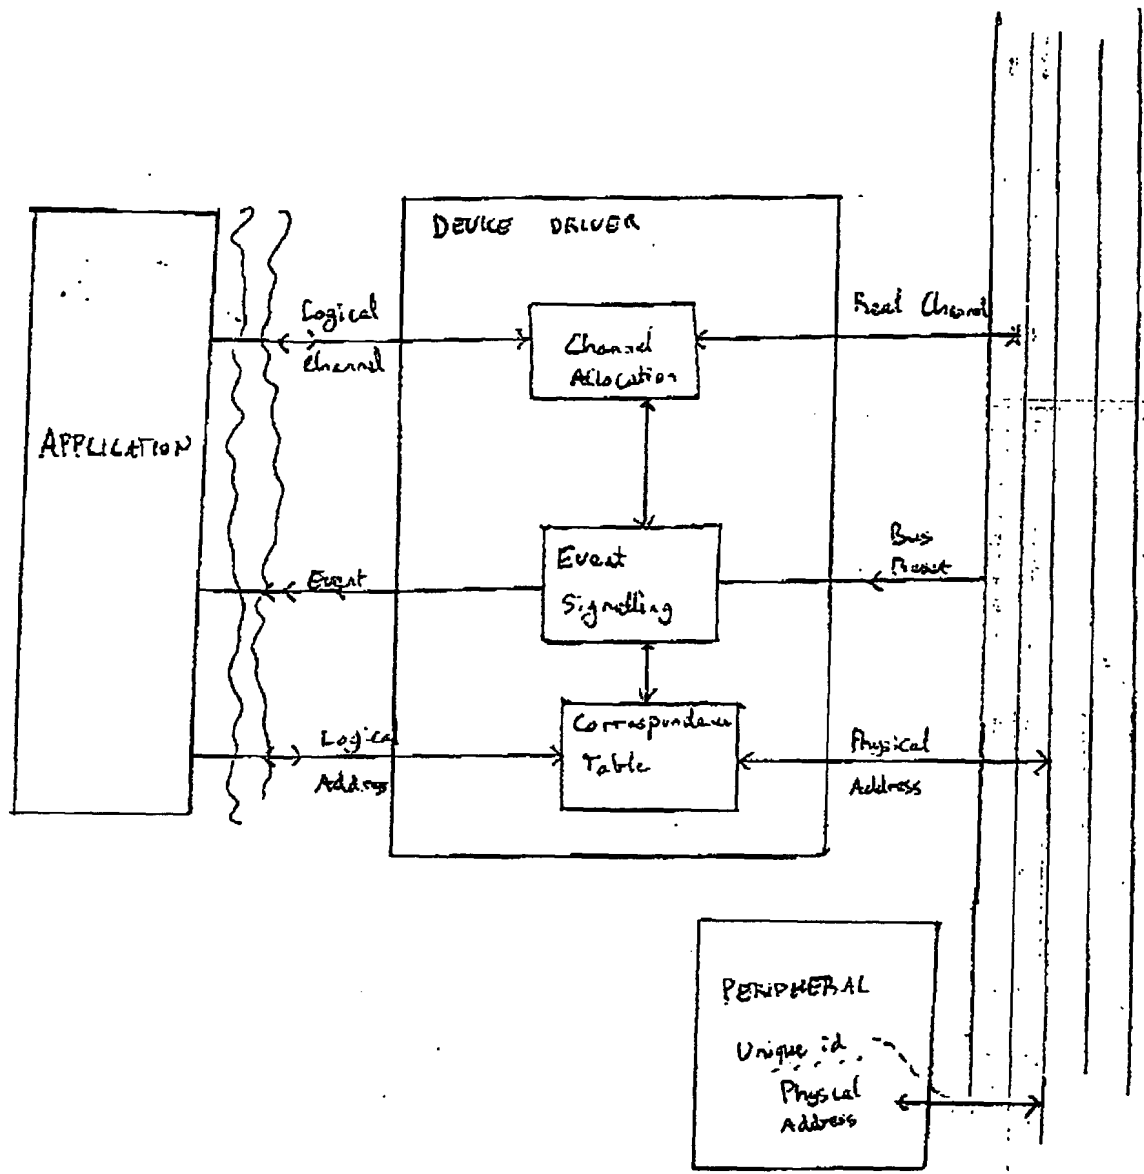 DEVICE DRIVER
Logical
Channel
Channel
Allocation
Real Channel
APPLICATION
Event
Event
Signalling
Bus
Reset
Logical
Address
Correspondence
Table
Physical
Address
PERIPHERAL
Unique id
Physical
Address